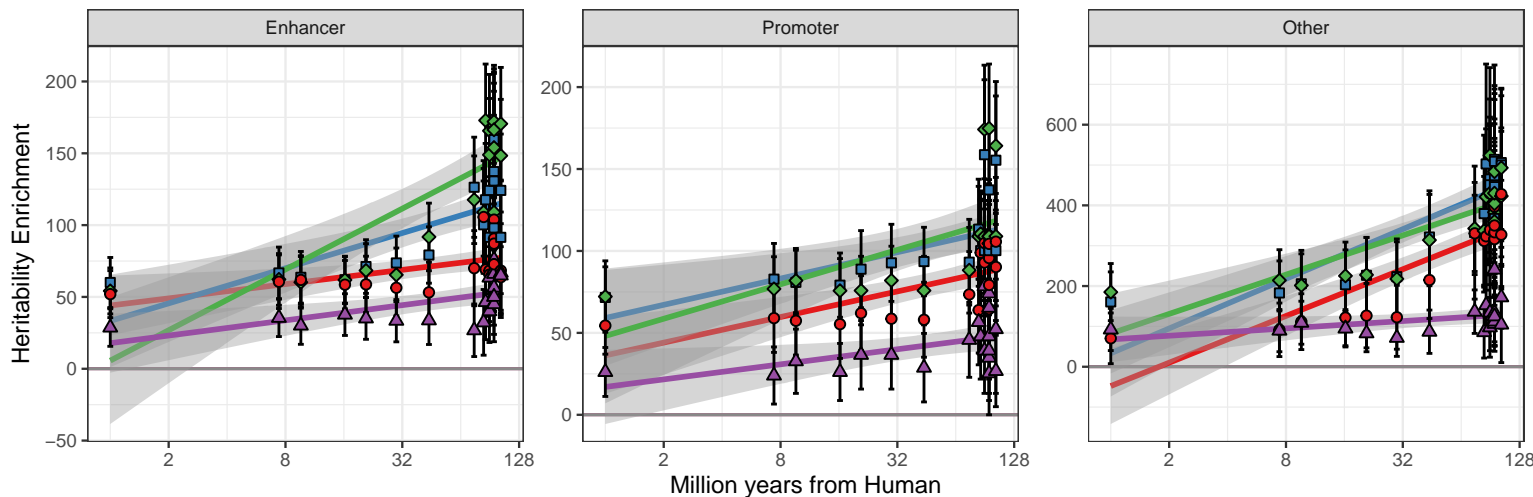 Enhancer
Promoter
Other
Heritability Enrichment
200
150
100
50
0
−50
200
150
100
50
0
600
400
200
0
2 8 32 128
2 8 32 128
2 8 32 128
Million years from Human